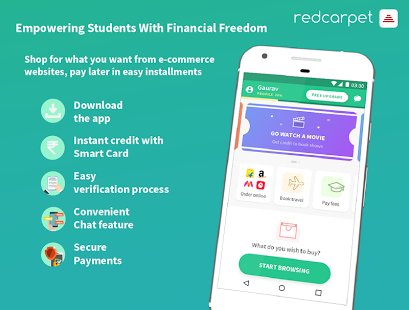 redcarpet
Empowering Students With Financial Freedom
Shop for what you want from e-commerce
websites, pay later in easy installments
Download
the app
Instant credit with
Smart Card
Easy
verification process
Convenient
Chat feature
Secure
Payments
03:30
Gaurav
GO WATCH A MOVIE
Get credit to book shows
Order online
Book travel
Pay fees
What do you wish to buy?
START BROWSING